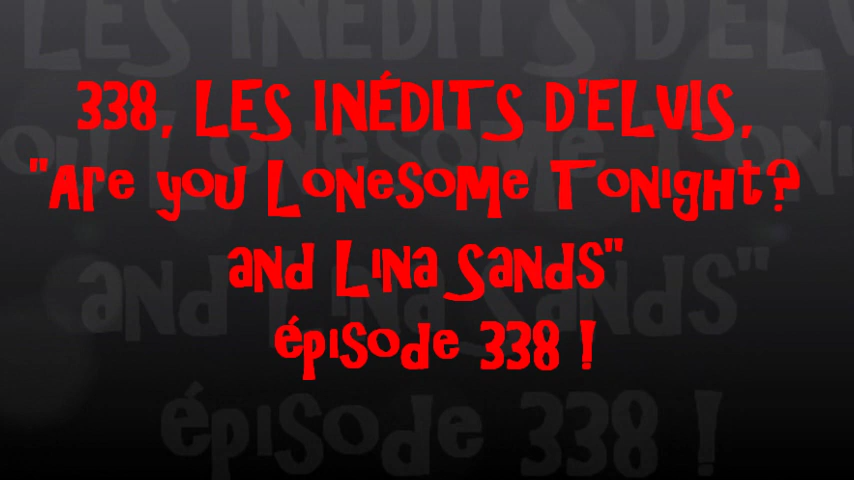 338, LES INÉDITS D'ELVIS,
"Are you Lonesome Tonight?
and Lina Sands"
épisode 338 !